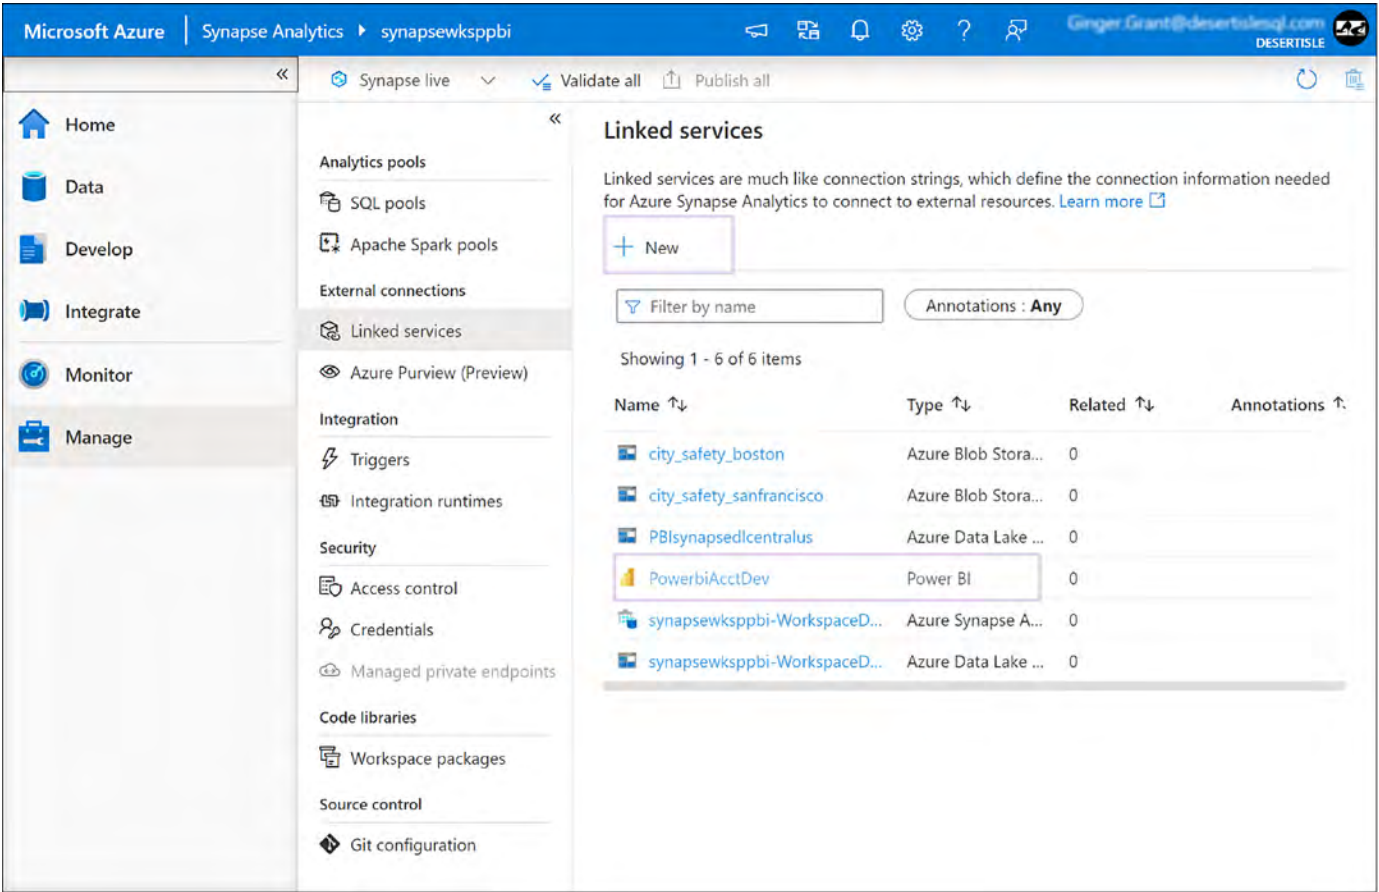 Microsoft Azure
Synapse Analytics
synapsewksppbi
Ginger.Grant@desertislesql.com
DESERTISLE
Synapse live
Validate all
Publish all
Home
Data
Develop
Integrate
Monitor
Manage
Analytics pools
SQL pools
Apache Spark pools
External connections
Linked services
Azure Purview (Preview)
Integration
Triggers
Integration runtimes
Security
Access control
Credentials
Managed private endpoints
Code libraries
Workspace packages
Source control
Git configuration
Linked services
Linked services are much like connection strings, which define the connection information needed
for Azure Synapse Analytics to connect to external resources. Learn more
New
Filter by name
Annotations : Any
Showing 1 - 6 of 6 items
Name Type Related Annotations
city_safety_boston Azure Blob Stora... 0
city_safety_sanfrancisco Azure Blob Stora... 0
PBIsynapsedlcentralus Azure Data Lake ... 0
PowerbiAcctDev Power BI 0
synapsewksppbi-WorkspaceD... Azure Synapse A... 0
synapsewksppbi-WorkspaceD... Azure Data Lake ... 0